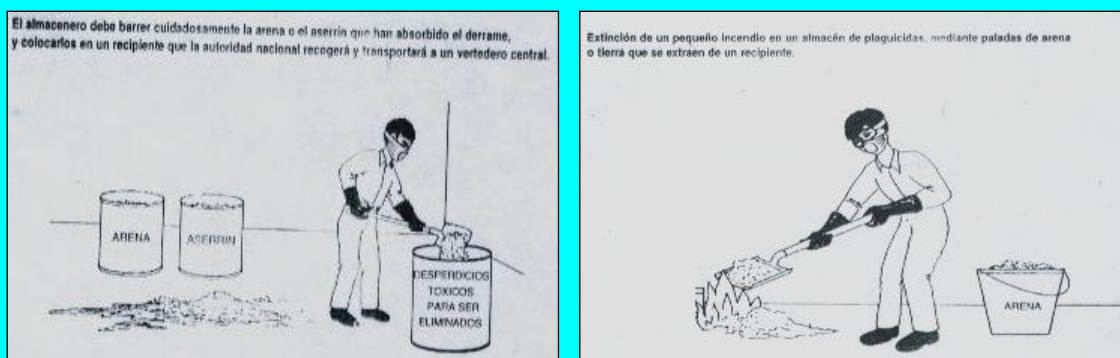 El almacenero debe barrer cuidadosamente la arena o el aserrin que han absorbido el derrame,
y colocarlos en un recipiente que la autoridad nacional recogerá y transportará a un vertedero central.
ARENA
ASERRIN
DESPERDICIOS
TOXICOS
PARA SER
ELIMINADOS
Extinción de un pequeño incendio en un almacén de plaguicidas, mediante paladas de arena
o tierra que se extraen de un recipiente.
ARENA